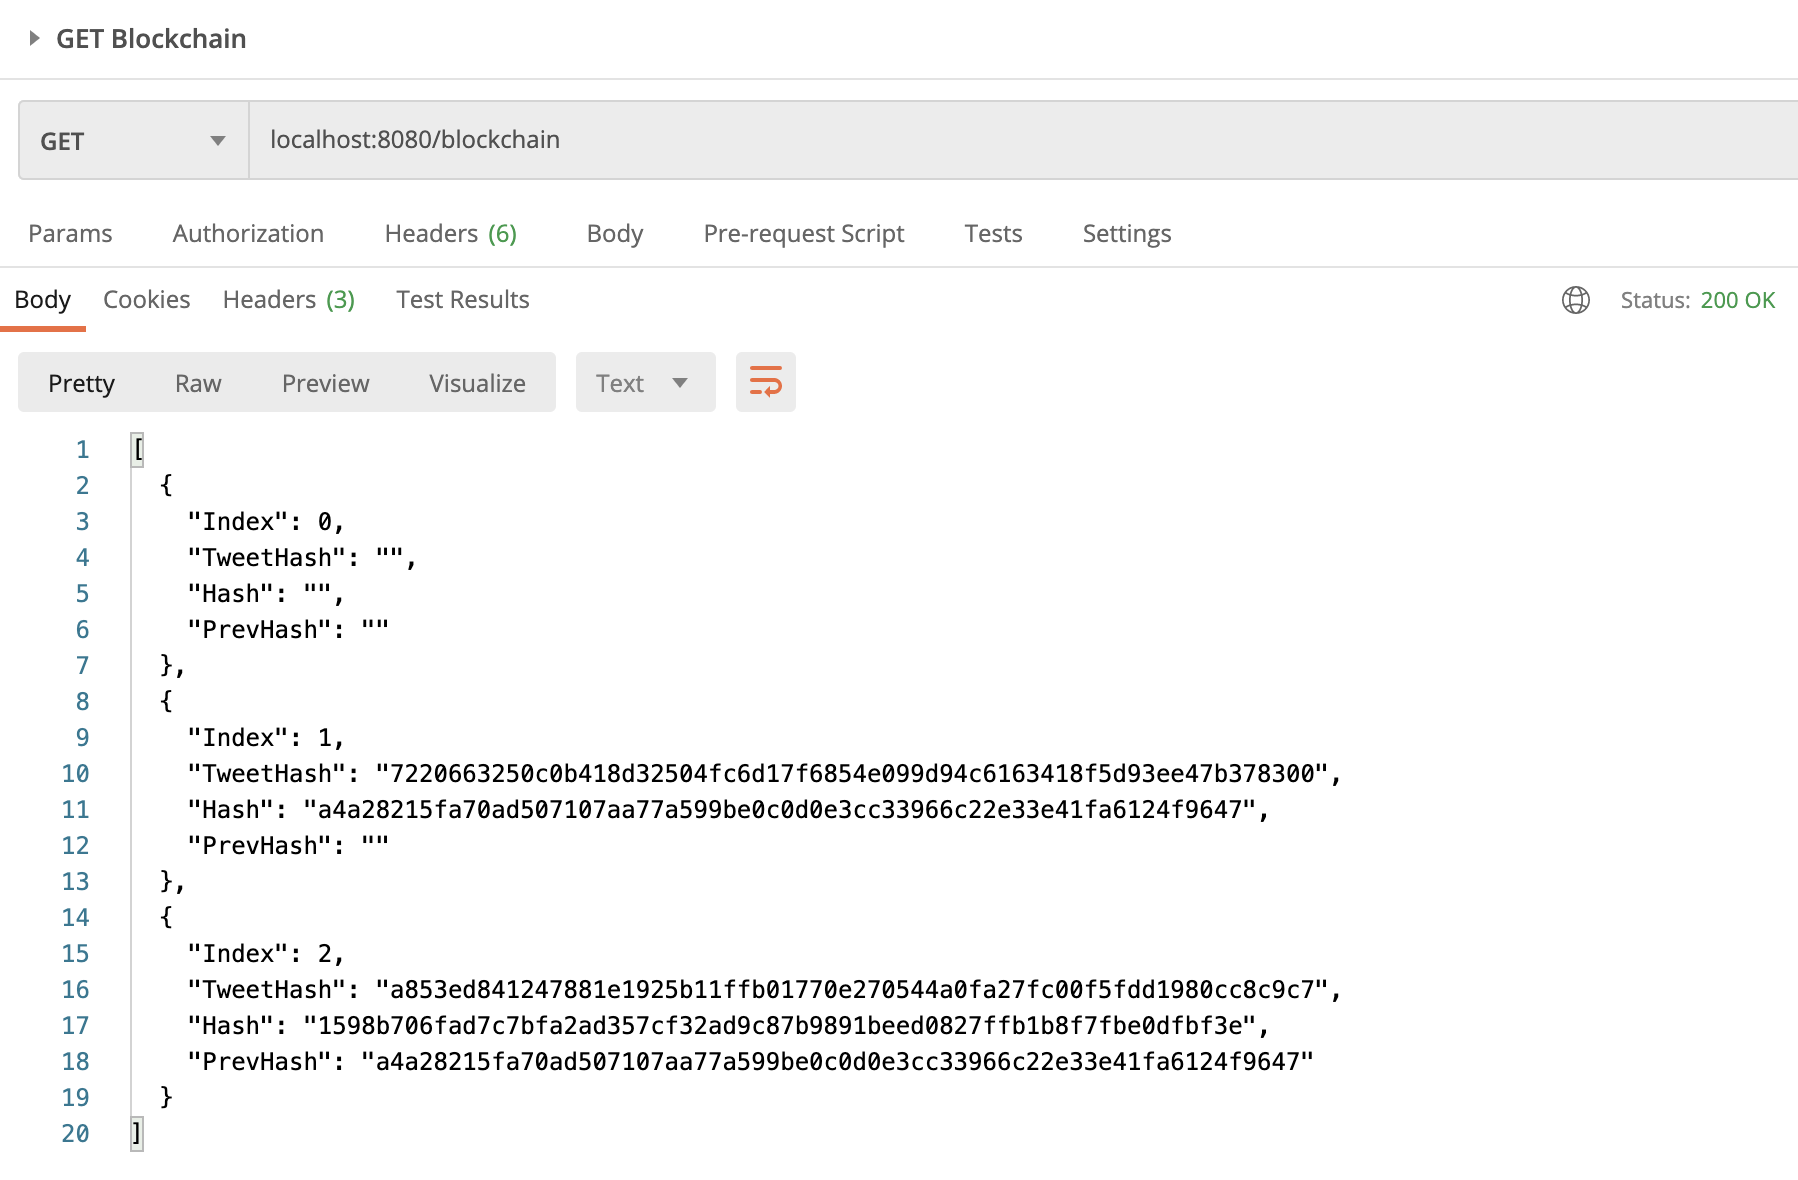 GET Blockchain
GET localhost:8080/blockchain
Params Authorization Headers (6) Body Pre-request Script Tests Settings
Body Cookies Headers (3) Test Results Status: 200 OK
Pretty Raw Preview Visualize Text
1 [
2 {
3 "Index": 0,
4 "TweetHash": "",
5 "Hash": "",
6 "PrevHash": ""
7 },
8 {
9 "Index": 1,
10 "TweetHash": "7220663250c0b418d32504fc6d17f6854e099d94c6163418f5d93ee47b378300",
11 "Hash": "a4a28215fa70ad507107aa77a599be0c0d0e3cc33966c22e33e41fa6124f9647",
12 "PrevHash": ""
13 },
14 {
15 "Index": 2,
16 "TweetHash": "a853ed841247881e1925b11ffb01770e270544a0fa27fc00f5fdd1980cc8c9c7",
17 "Hash": "1598b706fad7c7bfa2ad357cf32ad9c87b9891beed0827ffb1b8f7fbe0dfbf3e",
18 "PrevHash": "a4a28215fa70ad507107aa77a599be0c0d0e3cc33966c22e33e41fa6124f9647"
19 }
20 ]